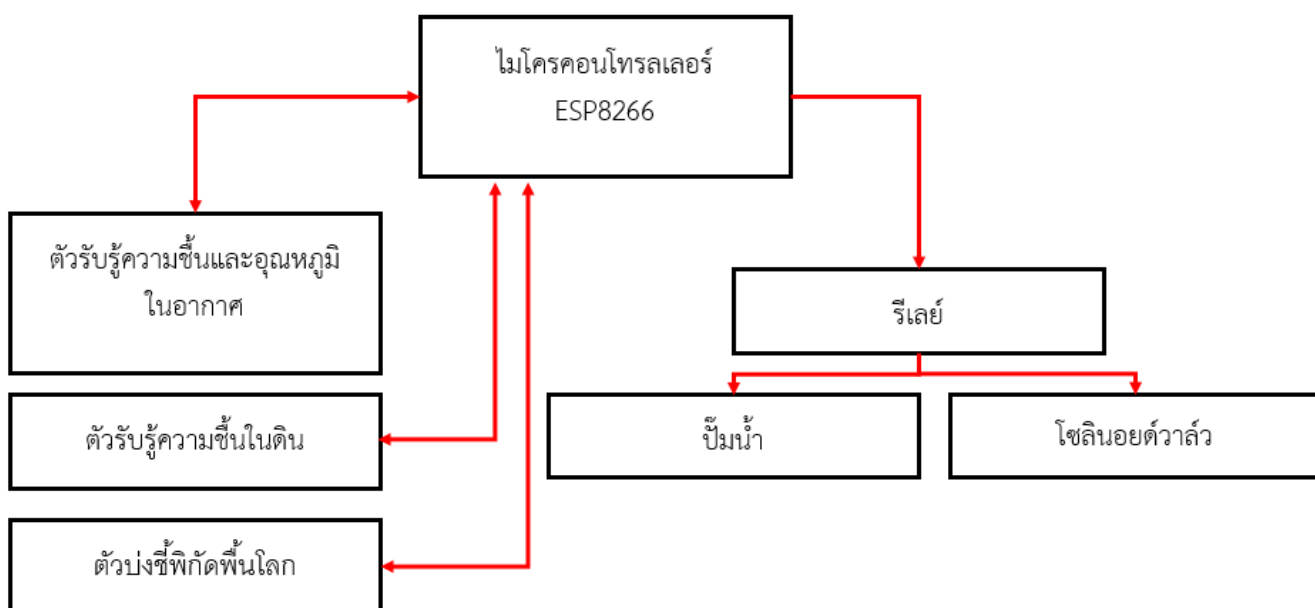 ไมโครคอนโทรลเลอร์
ESP8266
ตัวรับรู้ความชื้นและอุณหภูมิ
ในอากาศ
รีเลย์
ตัวรับรู้ความชื้นในดิน
ปั๊มน้ำ
โซลินอยด์วาล์ว
ตัวบ่งชี้พิกัดพื้นโลก